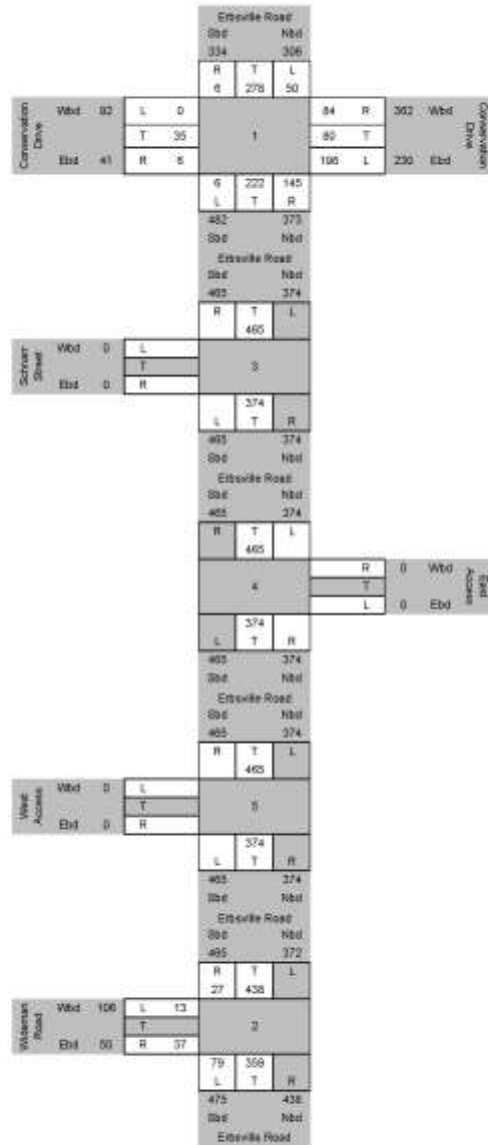 Erbsville Road
Sbd Nbd
334 306
R T L
6 278 50
Conservation Drive
Wbd 92 L 0
T 35
Ebd 41 R 6
1
84 R 362 Wbd
80 T
198 L 230 Ebd
Conservation Drive
6 222 145
L T R
482 373
Sbd Nbd
Erbsville Road
Sbd Nbd
465 374
R T L
465
Schnarr Street
Wbd 0 L
T
Ebd 0 R
3
374
L T R
465 374
Sbd Nbd
Erbsville Road
Sbd Nbd
465 374
R T L
465
4
R 0 Wbd
T
L 0 Ebd
East Access
374
L T R
465 374
Sbd Nbd
Erbsville Road
Sbd Nbd
465 374
R T L
465
West Access
Wbd 0 L
T
Ebd 0 R
5
374
L T R
465 374
Sbd Nbd
Erbsville Road
Sbd Nbd
465 372
R T L
27 438
Wideman Road
Wbd 106 L 13
T
Ebd 50 R 37
2
79 359
L T R
475 438
Sbd Nbd
Erbsville Road